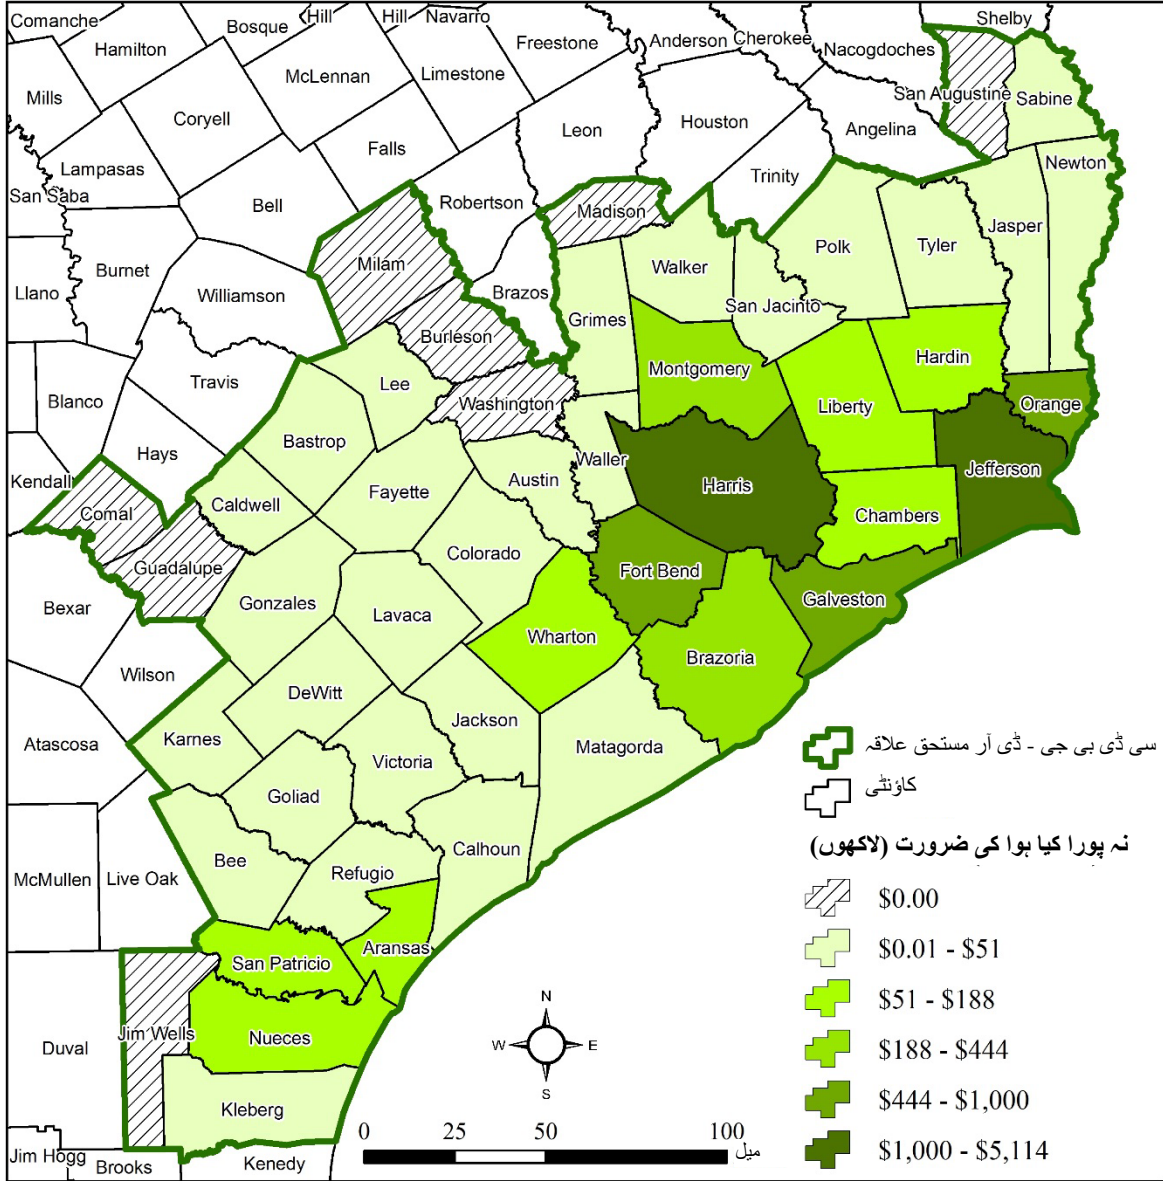 Comanche
Hill
Hill
Navarro
Shelby
Bosque
Hamilton
Freestone
Anderson
Cherokee
Nacogdoches
McLennan
Limestone
Mills
San Augustine
Sabine
Coryell
Leon
Houston
Angelina
Falls
Lampasas
Newton
Trinity
San Saba
Bell
Robertson
Madison
Jasper
Polk
Tyler
Burnet
Milam
Walker
Llano
Williamson
Brazos
San Jacinto
Grimes
Burleson
Hardin
Montgomery
Travis
Lee
Blanco
Washington
Liberty
Orange
Bastrop
Hays
Waller
Jefferson
Kendall
Austin
Harris
Fayette
Caldwell
Comal
Chambers
Colorado
Guadalupe
Fort Bend
Galveston
Bexar
Gonzales
Lavaca
Wharton
Brazoria
Wilson
DeWitt
Jackson
Karnes
Atascosa
Matagorda
Victoria
Goliad
Calhoun
Bee
Refugio
McMullen
Live Oak
Aransas
San Patricio
Jim Wells
Nueces
Duval
Kleberg
Jim Hogg
Brooks
Kenedy
N
W E
S
0 25 50 100
میل
سی ڈی بی جی - ڈی آر مستحق علاقہ
کاؤنٹی
نہ پورا کیا ہوا کی ضرورت (لاکھوں)
$0.00
$0.01 - $51
$51 - $188
$188 - $444
$444 - $1,000
$1,000 - $5,114